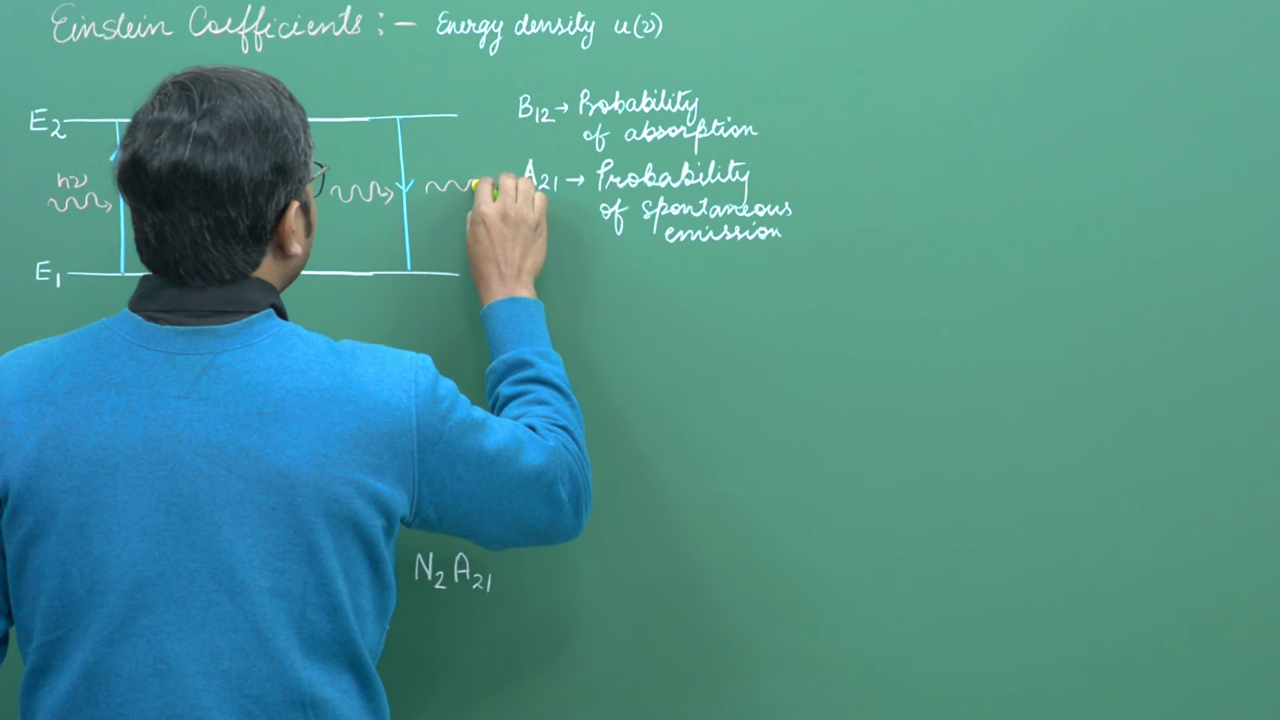 Einstein Coefficients :- Energy density u(ν)
E₂
B₁₂ → Probability
of absorption
hν
A₂₁ → Probability
of spontaneous
emission
E₁
N₂ A₂₁